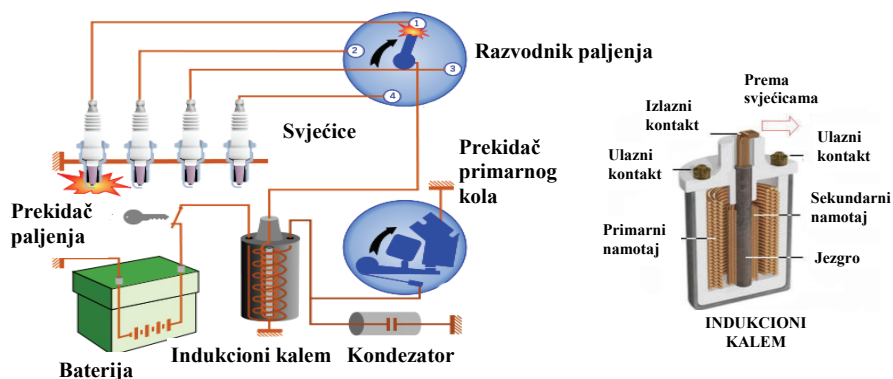 1
2
3
4
Razvodnik paljenja
Svjećice
Prekidač
primarnog
kola
Prekidač
paljenja
Baterija
Indukcioni kalem
Kondezator
Prema
svjećicama
Izlazni
kontakt
Ulazni
kontakt
Ulazni
kontakt
Sekundarni
namotaj
Primarni
namotaj
Jezgro
INDUKCIONI
KALEM